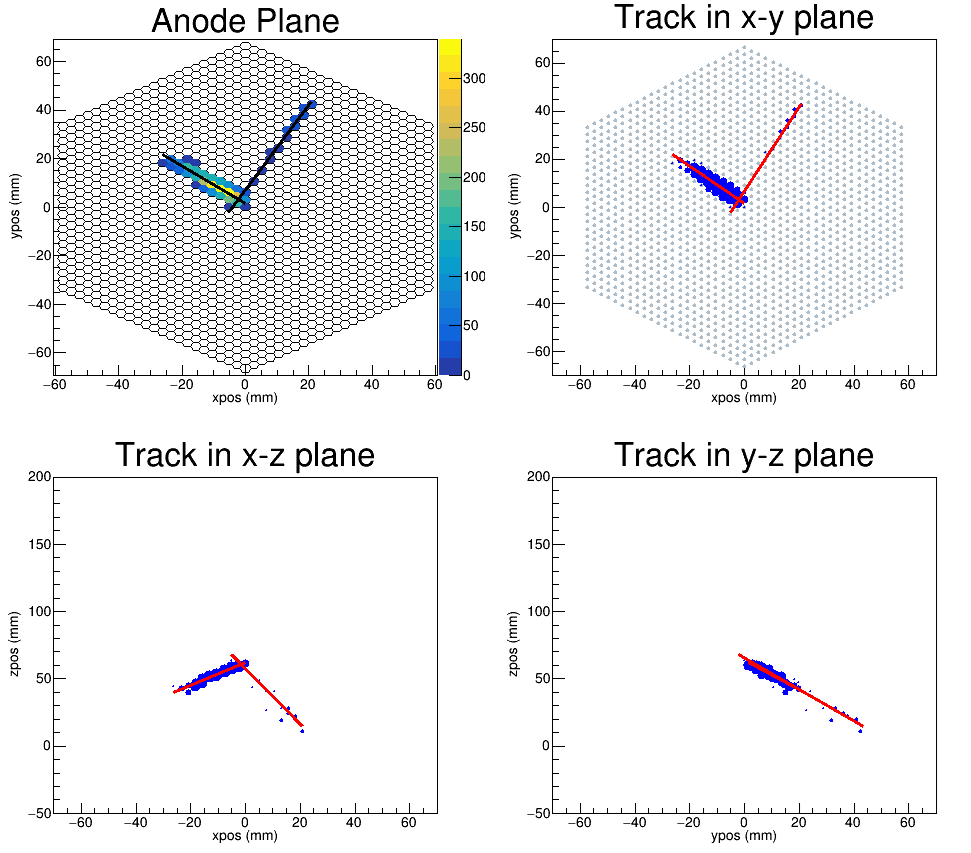 Anode Plane
60
40
20
0
−20
−40
−60
ypos (mm)
−60 −40 −20 0 20 40 60
xpos (mm)
300
250
200
150
100
50
0
Track in x-y plane
60
40
20
0
−20
−40
−60
ypos (mm)
−60 −40 −20 0 20 40 60
xpos (mm)
Track in x-z plane
200
150
100
50
0
−50
zpos (mm)
−60 −40 −20 0 20 40 60
xpos (mm)
Track in y-z plane
200
150
100
50
0
−50
zpos (mm)
−60 −40 −20 0 20 40 60
ypos (mm)